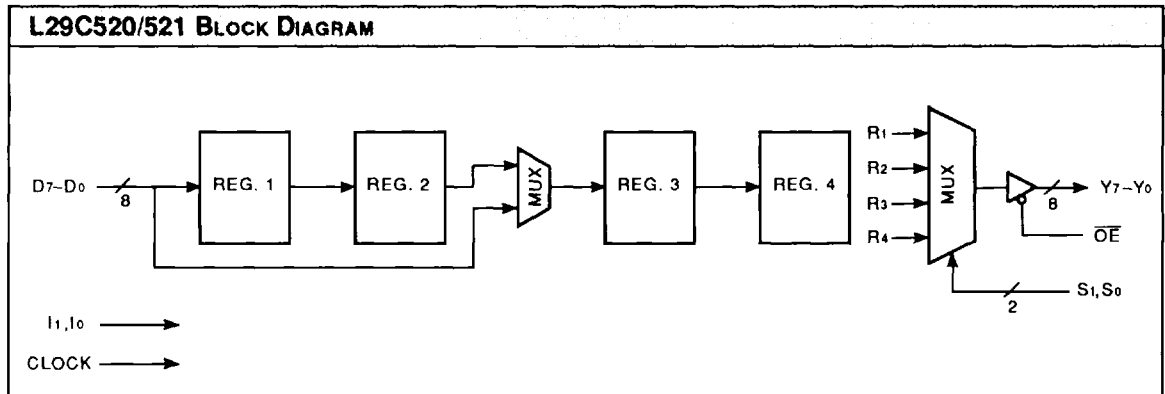 L29C520/521 BLOCK DIAGRAM
D7–D0
8
REG. 1
REG. 2
MUX
REG. 3
REG. 4
R1
R2
R3
R4
MUX
8
Y7–Y0
OE
S1,S0
2
I1,I0
CLOCK